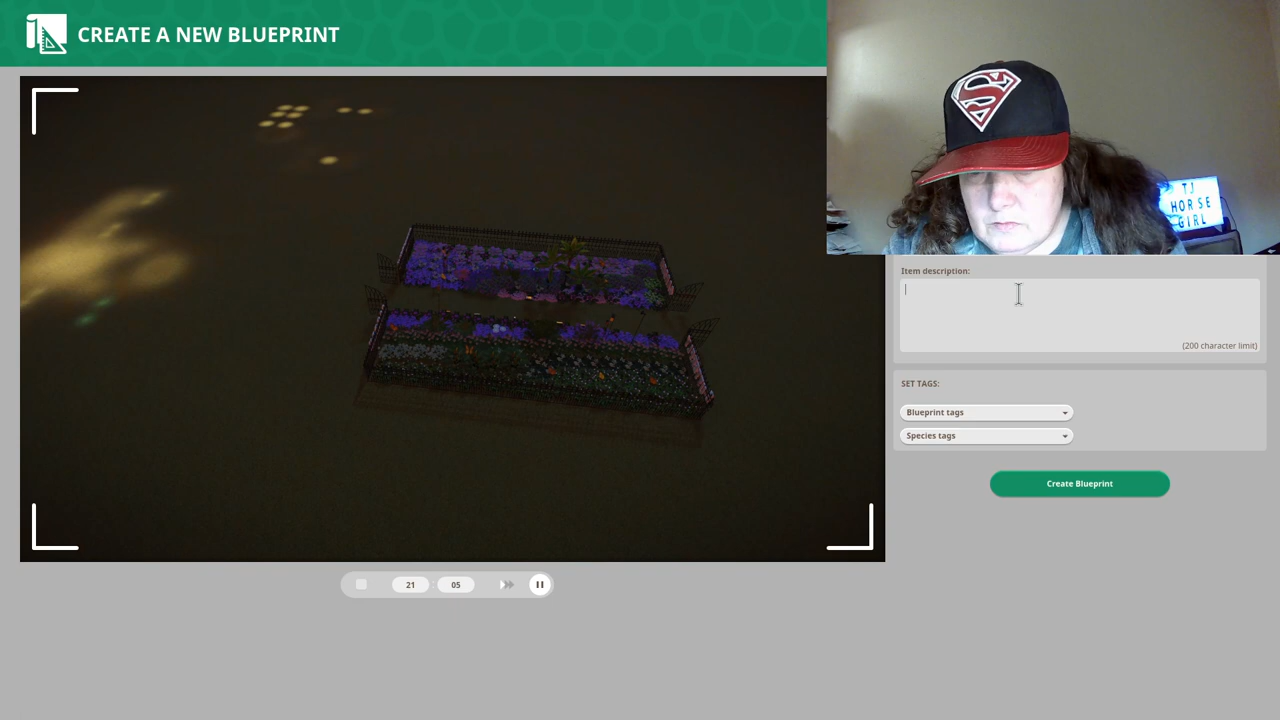 CREATE A NEW BLUEPRINT
S
TJ
HORSE
GIRL
Item description:
(200 character limit)
SET TAGS:
Blueprint tags
Species tags
Create Blueprint
21 : 05